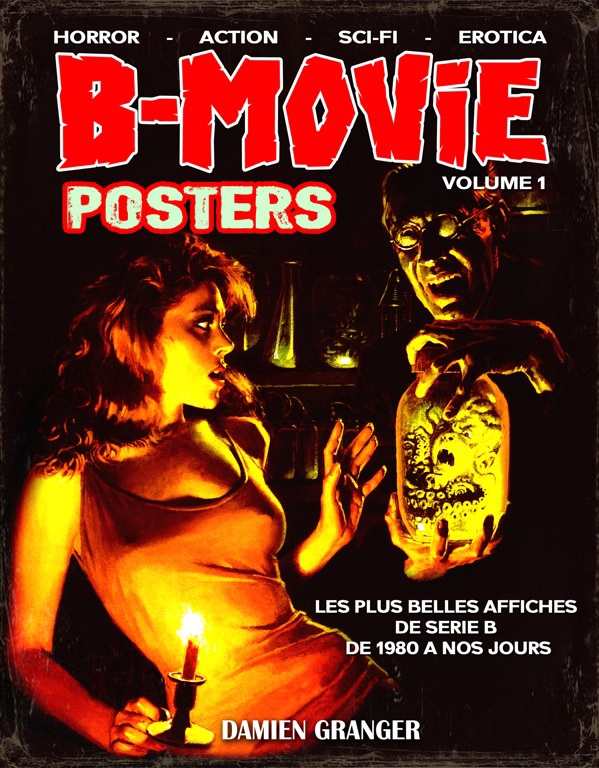 HORROR - ACTION - SCI-FI - EROTICA
B-MOViE
VOLUME 1
POSTERS
LES PLUS BELLES AFFICHES
DE SERIE B
DE 1980 A NOS JOURS
DAMIEN GRANGER